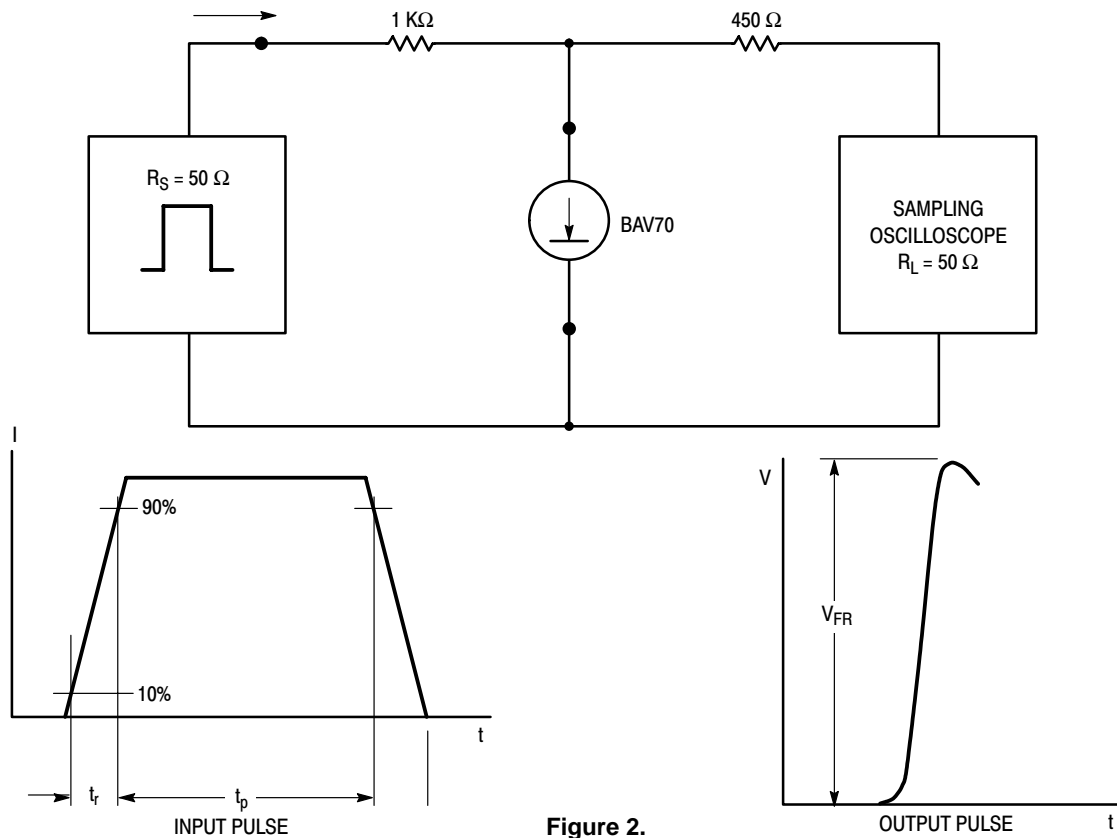 1 KΩ
450 Ω
R_S = 50 Ω
BAV70
SAMPLING
OSCILLOSCOPE
R_L = 50 Ω
I
90%
10%
t
t_r
t_p
INPUT PULSE
Figure 2.
V
V_FR
t
OUTPUT PULSE